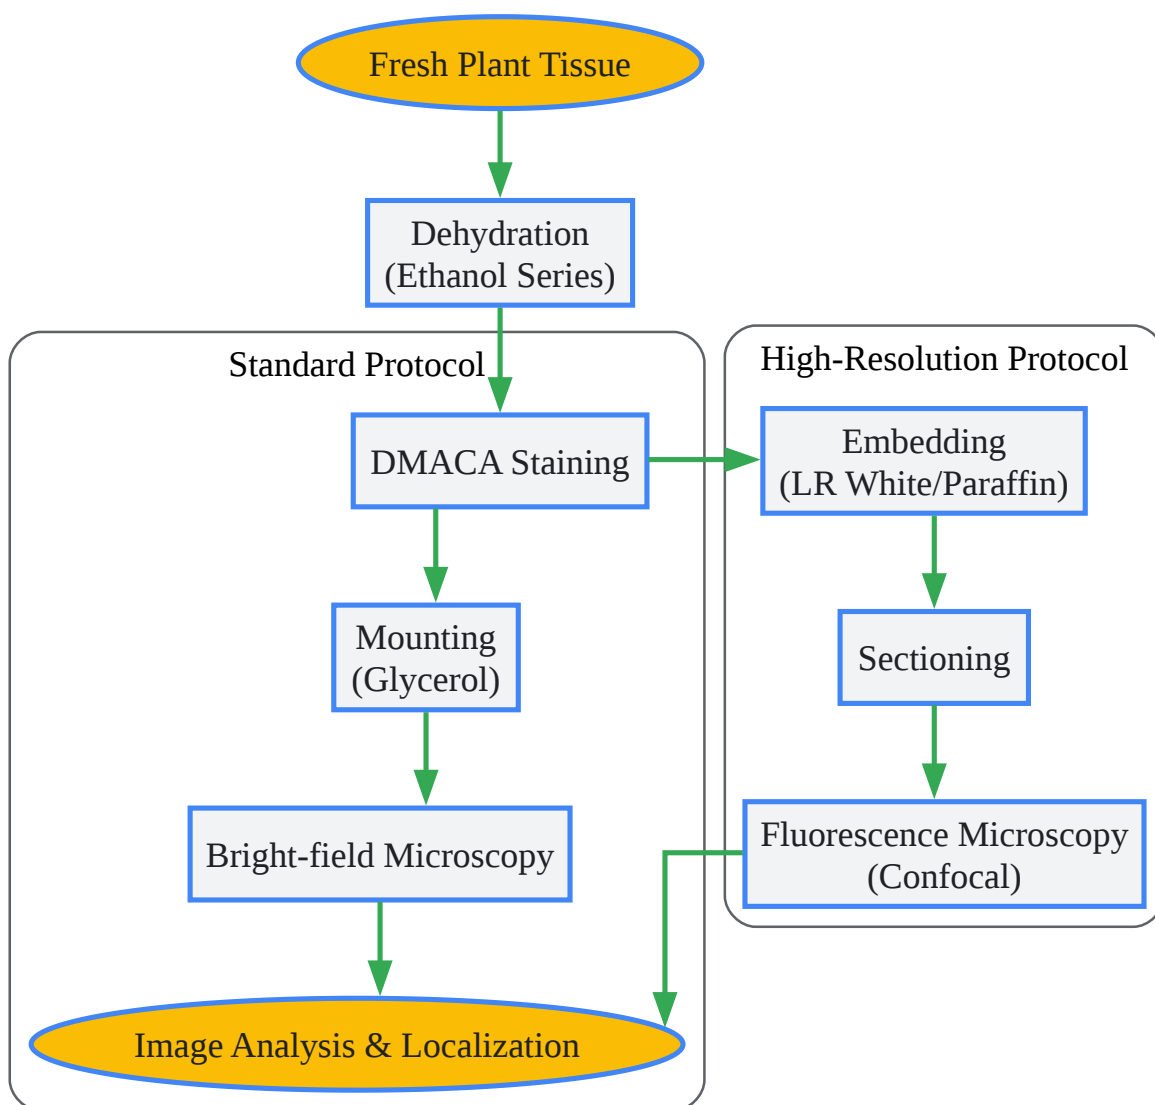 Fresh Plant Tissue
Dehydration
(Ethanol Series)
Standard Protocol
DMACA Staining
Mounting
(Glycerol)
Bright-field Microscopy
Image Analysis & Localization
High-Resolution Protocol
Embedding
(LR White/Paraffin)
Sectioning
Fluorescence Microscopy
(Confocal)